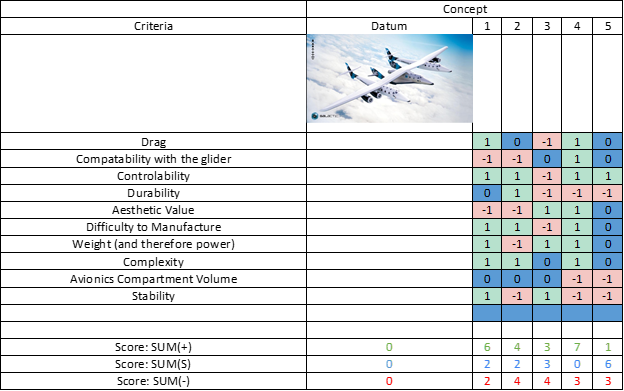 Concept
Criteria Datum 1 2 3 4 5
GALACTIC
Drag 1 0 -1 1 0
Compatability with the glider -1 -1 0 1 0
Controlability 1 1 -1 1 1
Durability 0 1 -1 -1 -1
Aesthetic Value -1 -1 1 1 0
Difficulty to Manufacture 1 1 -1 1 0
Weight (and therefore power) 1 -1 1 1 0
Complexity 1 1 0 1 0
Avionics Compartment Volume 0 0 0 -1 -1
Stability 1 -1 1 -1 -1
Score: SUM(+) 0 6 4 3 7 1
Score: SUM(S) 0 2 2 3 0 6
Score: SUM(-) 0 2 4 4 3 3